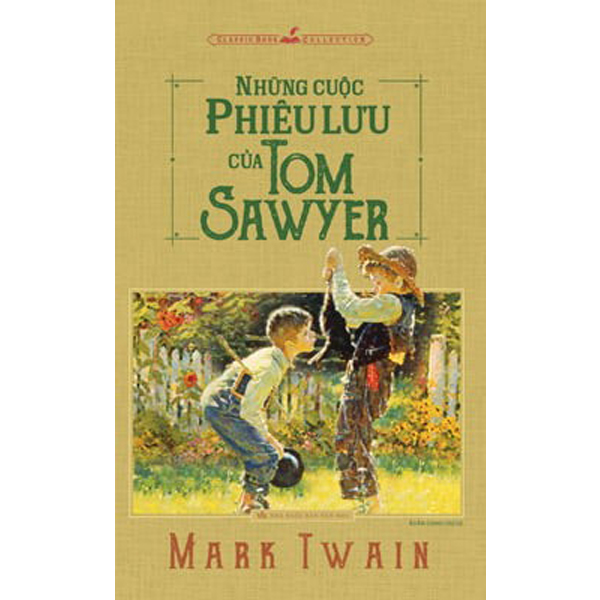 CLASSIC BOOK COLLECTION
NHỮNG CUỘC
PHIÊU LƯU
CỦA TOM
SAWYER
MARK TWAIN